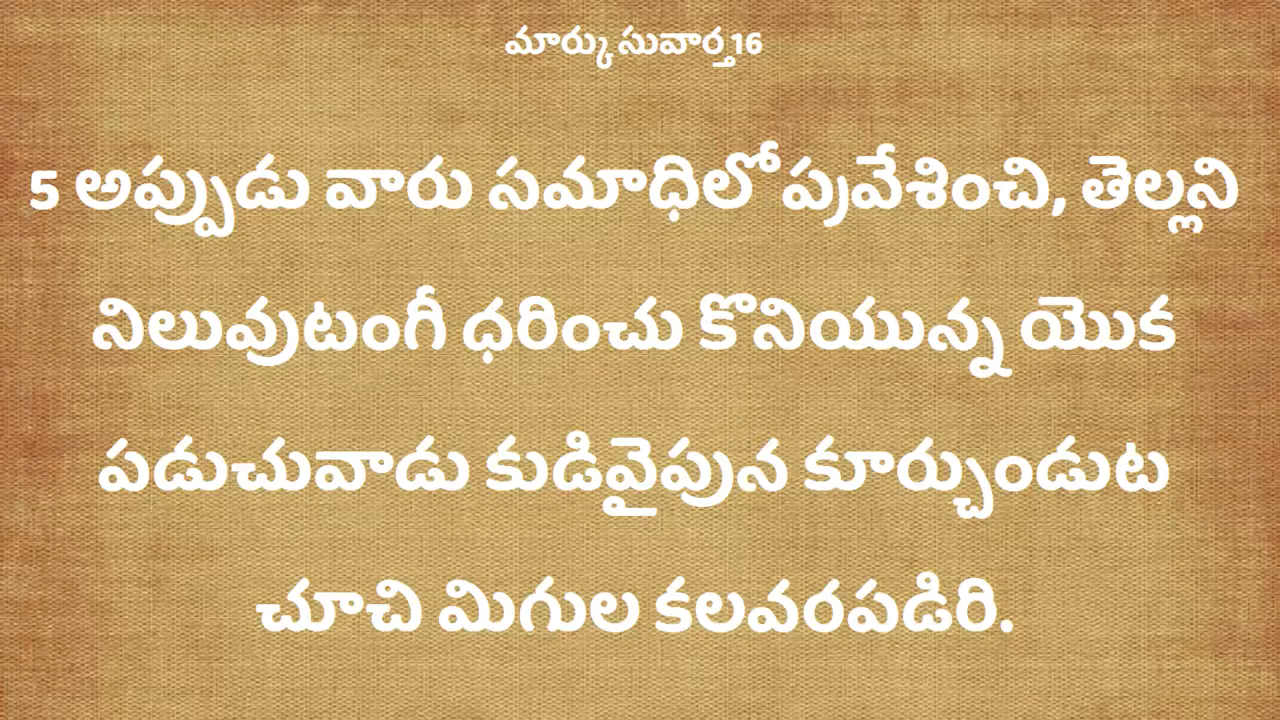 మార్కు సువార్త 16
5 అప్పుడు వారు సమాధిలో ప్రవేశించి, తెల్లని
నిలువుటంగీ ధరించు కొనియున్న యొక
పడుచువాడు కుడివైపున కూర్చుండుట
చూచి మిగుల కలవరపడిరి.